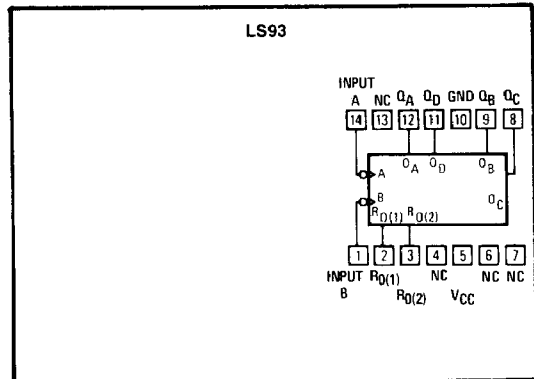 LS93
INPUT
A NC QA QD GND QB QC
14 13 12 11 10 9 8
A QA QD QB
B QC
R0(1) R0(2)
1 2 3 4 5 6 7
INPUT R0(1) NC NC NC
B R0(2) VCC